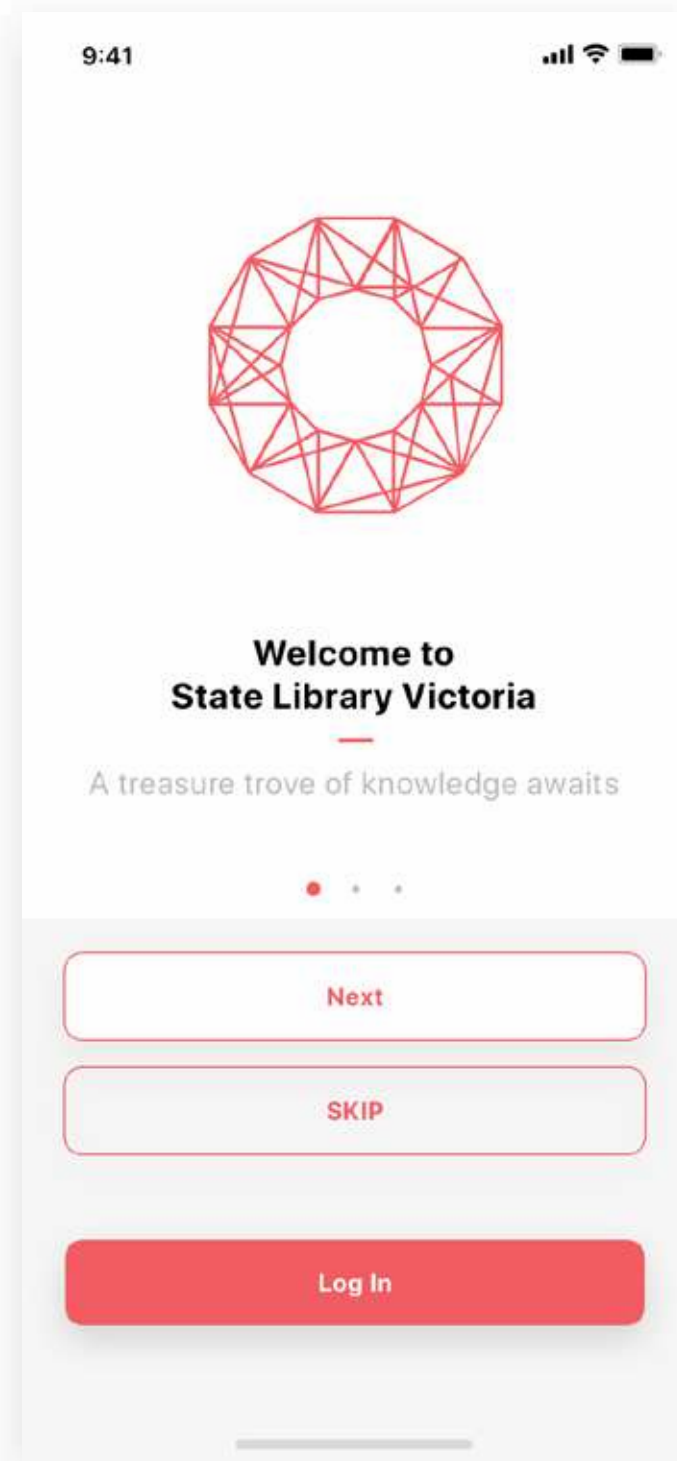 9:41
Welcome to
State Library Victoria
A treasure trove of knowledge awaits
Next
SKIP
Log In